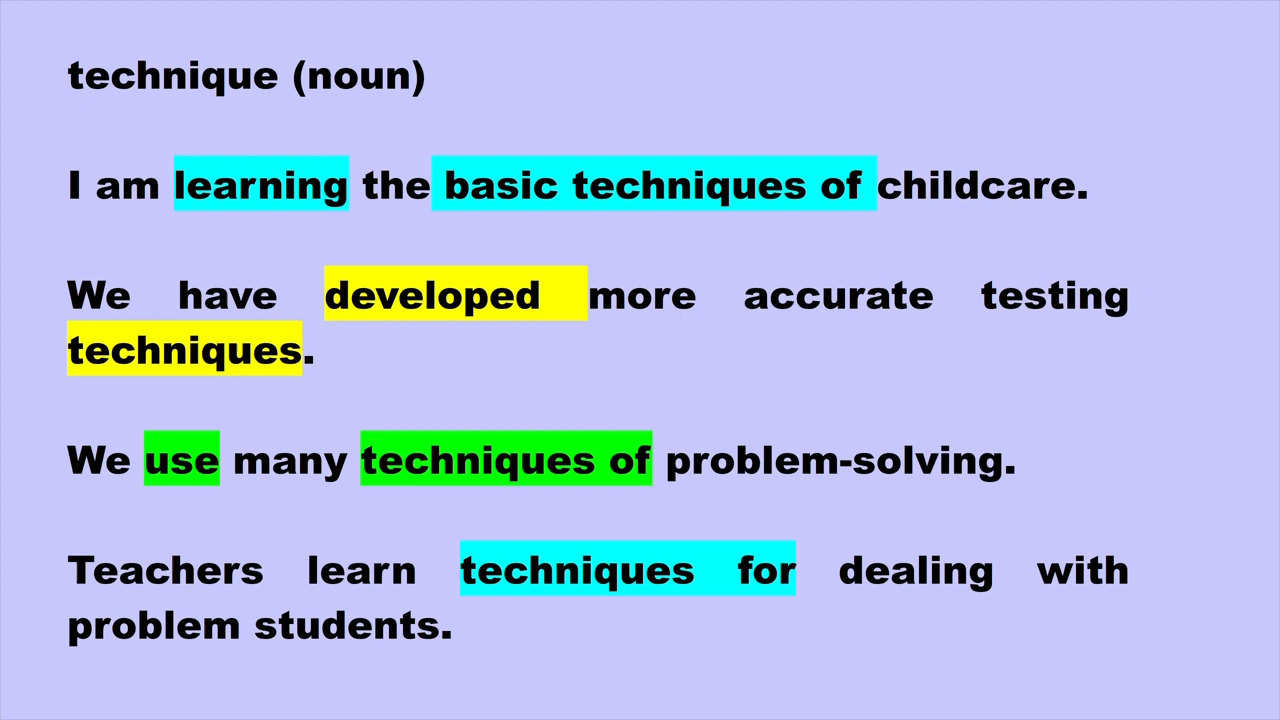 technique (noun)
I am learning the basic techniques of childcare.
We have developed more accurate testing
techniques.
We use many techniques of problem-solving.
Teachers learn techniques for dealing with
problem students.